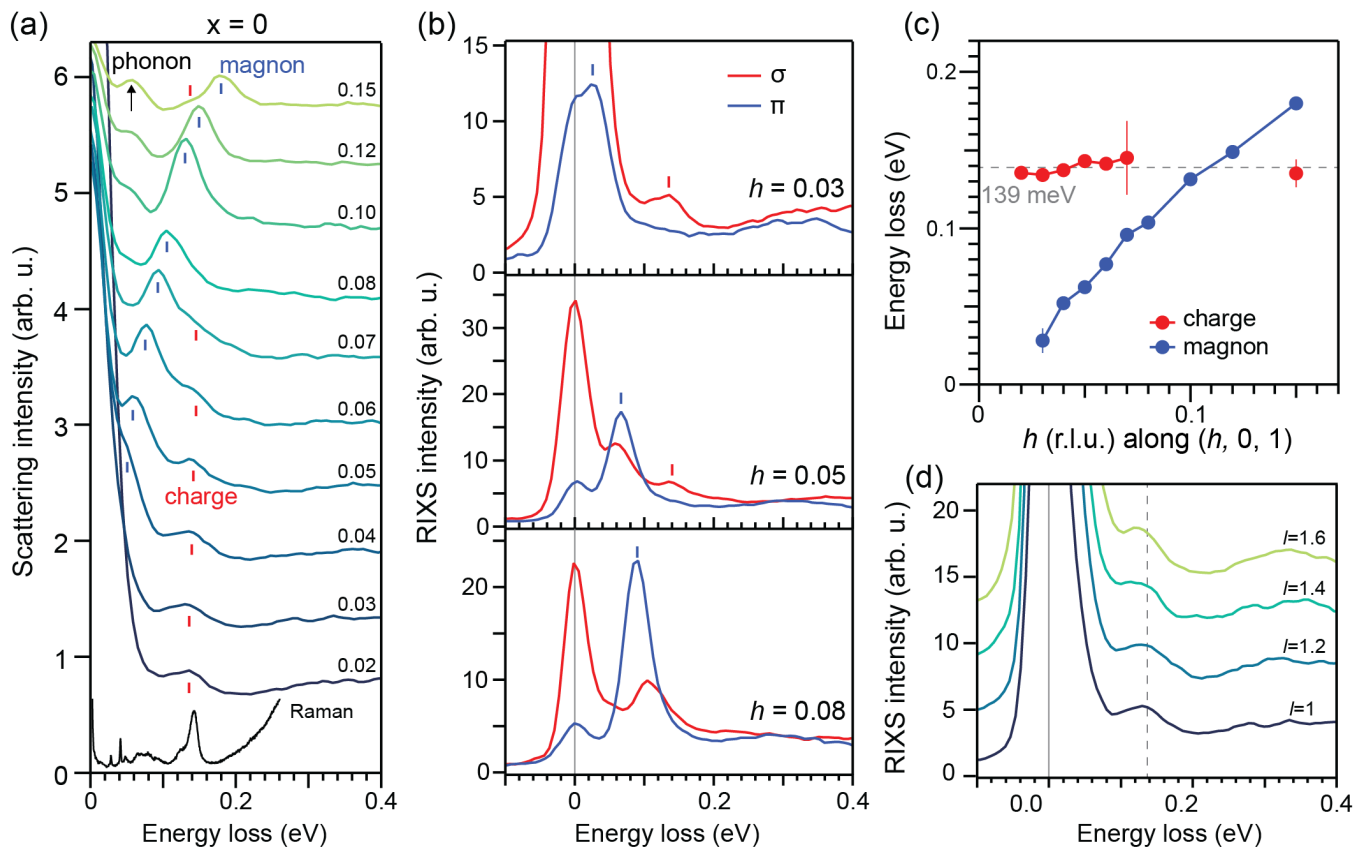 (a)
x = 0
phonon
magnon
0.15
0.12
0.10
0.08
0.07
0.06
0.05
charge
0.04
0.03
0.02
Raman
6
5
4
3
2
1
0
Scattering intensity (arb. u.)
0
0.2
0.4
Energy loss (eV)
(b)
σ
π
h = 0.03
15
10
5
0
h = 0.05
30
20
10
0
h = 0.08
20
10
0
RIXS intensity (arb. u.)
0
0.2
0.4
Energy loss (eV)
(c)
0.2
0.1
0
Energy loss (eV)
139 meV
charge
magnon
0
0.1
h (r.l.u.) along (h, 0, 1)
(d)
l=1.6
l=1.4
l=1.2
l=1
20
15
10
5
0
RIXS intensity (arb. u.)
0.0
0.2
0.4
Energy loss (eV)